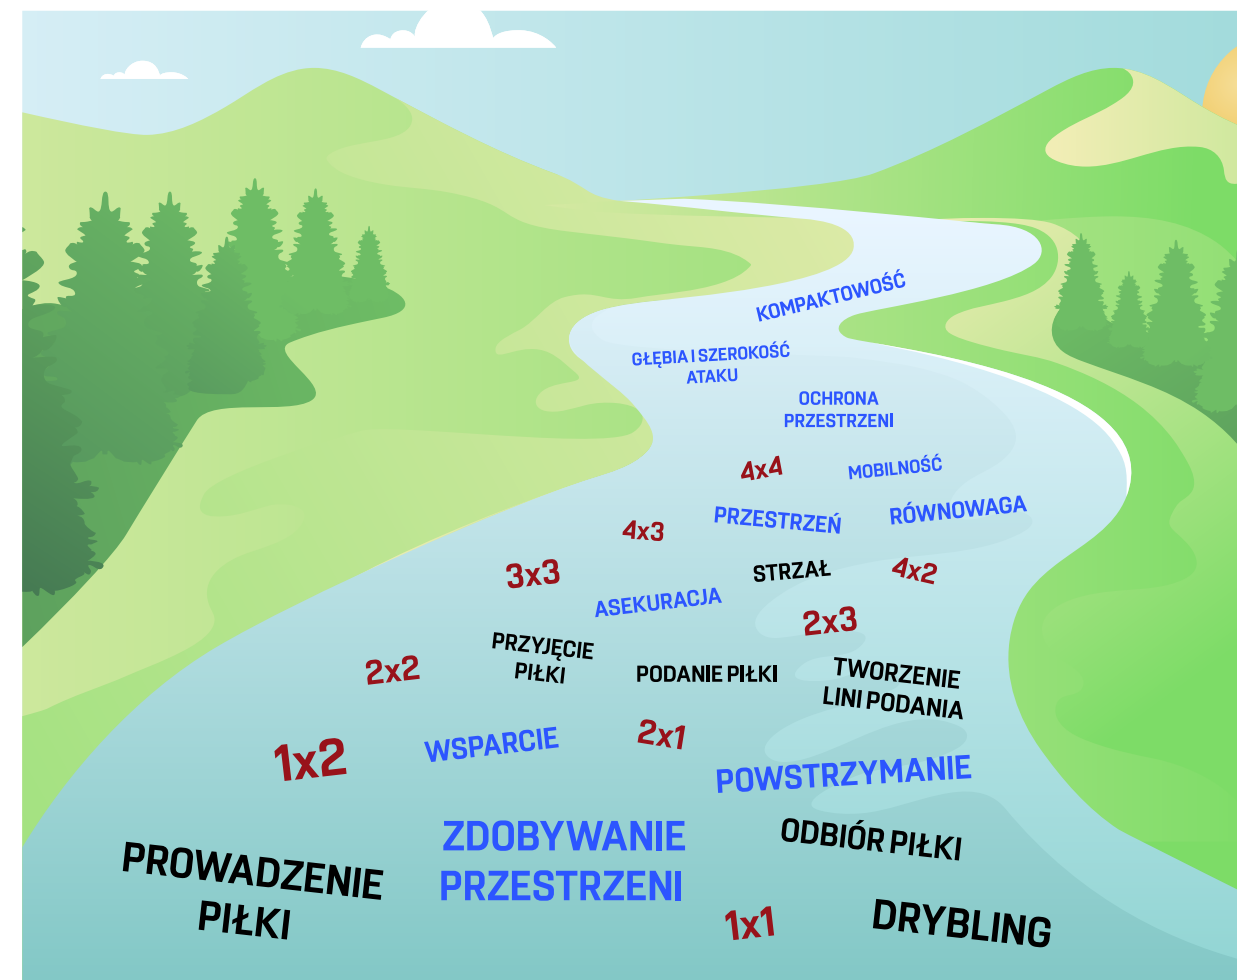 KOMPAKTOWOŚĆ
GŁĘBIA I SZEROKOŚĆ
ATAKU
OCHRONA
PRZESTRZENI
4x4
MOBILNOŚĆ
PRZESTRZEŃ
RÓWNOWAGA
4x3
3x3
STRZAŁ
4x2
ASEKURACJA
2x3
PRZYJĘCIE
PIŁKI
2x2
PODANIE PIŁKI
TWORZENIE
LINI PODANIA
1x2
WSPARCIE
2x1
POWSTRZYMANIE
ZDOBYWANIE
PRZESTRZENI
ODBIÓR PIŁKI
PROWADZENIE
PIŁKI
1x1
DRYBLING